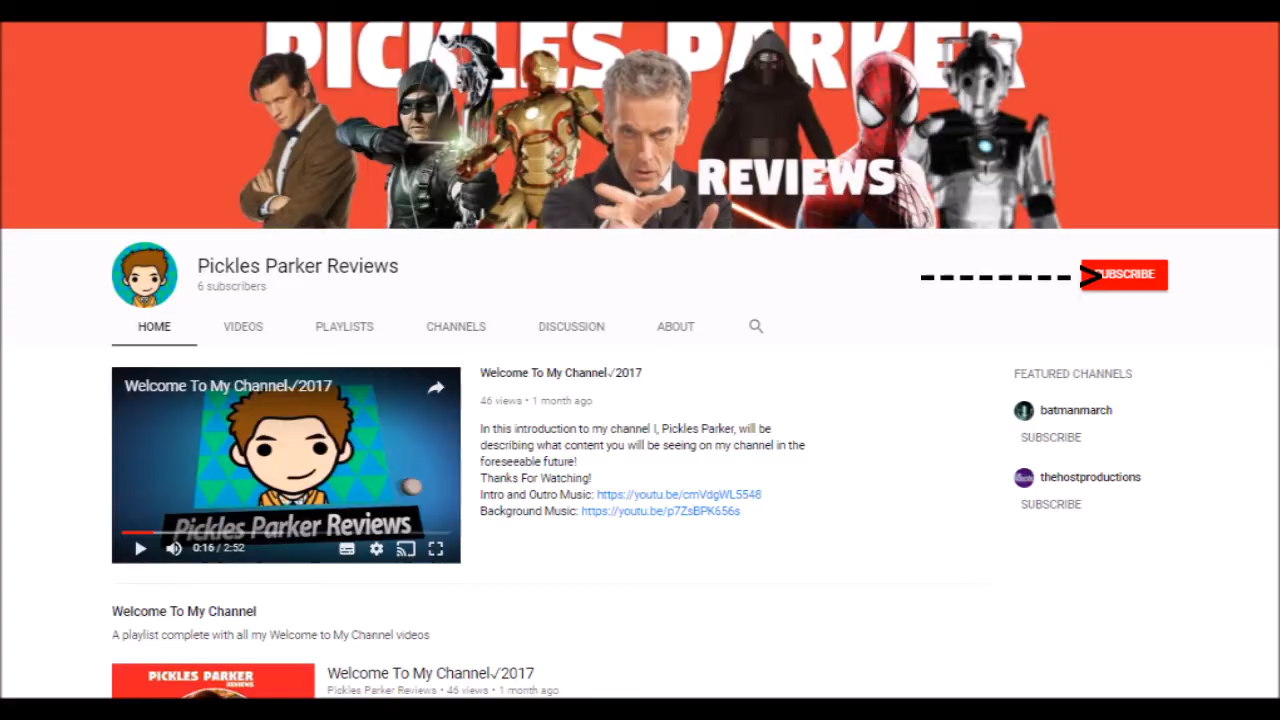 PICKLES PARKER
REVIEWS
Pickles Parker Reviews
6 subscribers
SUBSCRIBE
HOME
VIDEOS
PLAYLISTS
CHANNELS
DISCUSSION
ABOUT
Welcome To My Channel✓2017
Pickles Parker Reviews
0:16 / 2:52
Welcome To My Channel✓2017
46 views • 1 month ago
In this introduction to my channel I, Pickles Parker, will be
describing what content you will be seeing on my channel in the
foreseeable future!
Thanks For Watching!
Intro and Outro Music: https://youtu.be/cmVdgWL5548
Background Music: https://youtu.be/p7ZsBPK656s
FEATURED CHANNELS
batmanmarch
SUBSCRIBE
thehostproductions
SUBSCRIBE
Welcome To My Channel
A playlist complete with all my Welcome to My Channel videos
PICKLES PARKER
REVIEWS
Welcome To My Channel✓2017
Pickles Parker Reviews • 46 views • 1 month ago